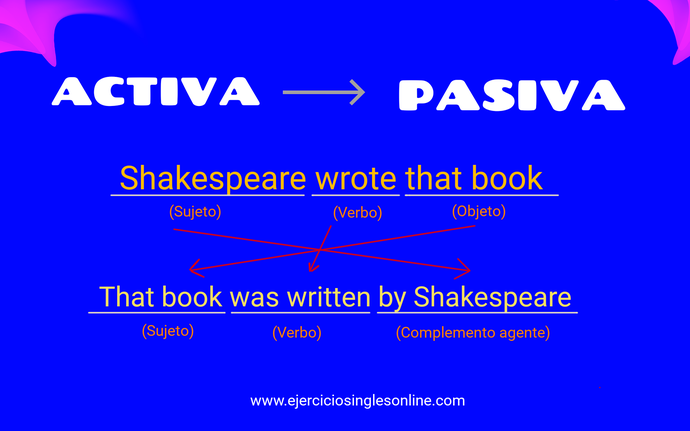 ACTIVA → PASIVA
Shakespeare wrote that book
(Sujeto) (Verbo) (Objeto)
That book was written by Shakespeare
(Sujeto) (Verbo) (Complemento agente)
www.ejerciciosinglesonline.com